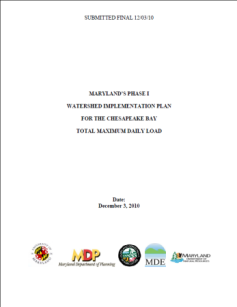 SUBMITTED FINAL 12/03/10
MARYLAND'S PHASE I
WATERSHED IMPLEMENTATION PLAN
FOR THE CHESAPEAKE BAY
TOTAL MAXIMUM DAILY LOAD
Date:
December 3, 2010
MDP
Maryland Department of Planning
MDE
MARYLAND